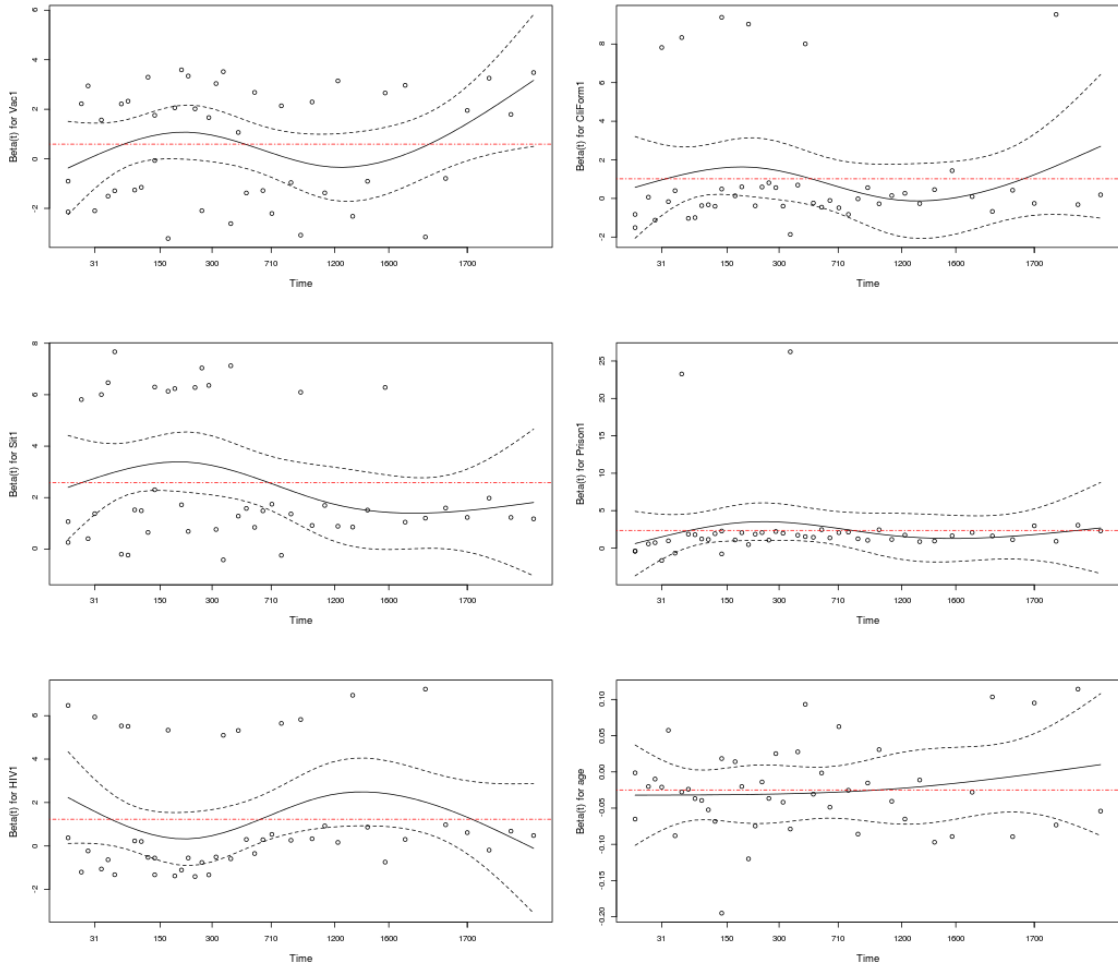 Beta(t) for Vac1
6
4
2
0
-2
31 150 300 710 1200 1600 1700
Time
Beta(t) for CliForm1
8
6
4
2
0
-2
31 150 300 710 1200 1600 1700
Time
Beta(t) for Sit1
8
6
4
2
0
31 150 300 710 1200 1600 1700
Time
Beta(t) for Prison1
25
20
15
10
5
0
31 150 300 710 1200 1600 1700
Time
Beta(t) for HIV1
6
4
2
0
-2
31 150 300 710 1200 1600 1700
Time
Beta(t) for age
0.10
0.05
0.00
-0.05
-0.10
-0.15
-0.20
31 150 300 710 1200 1600 1700
Time